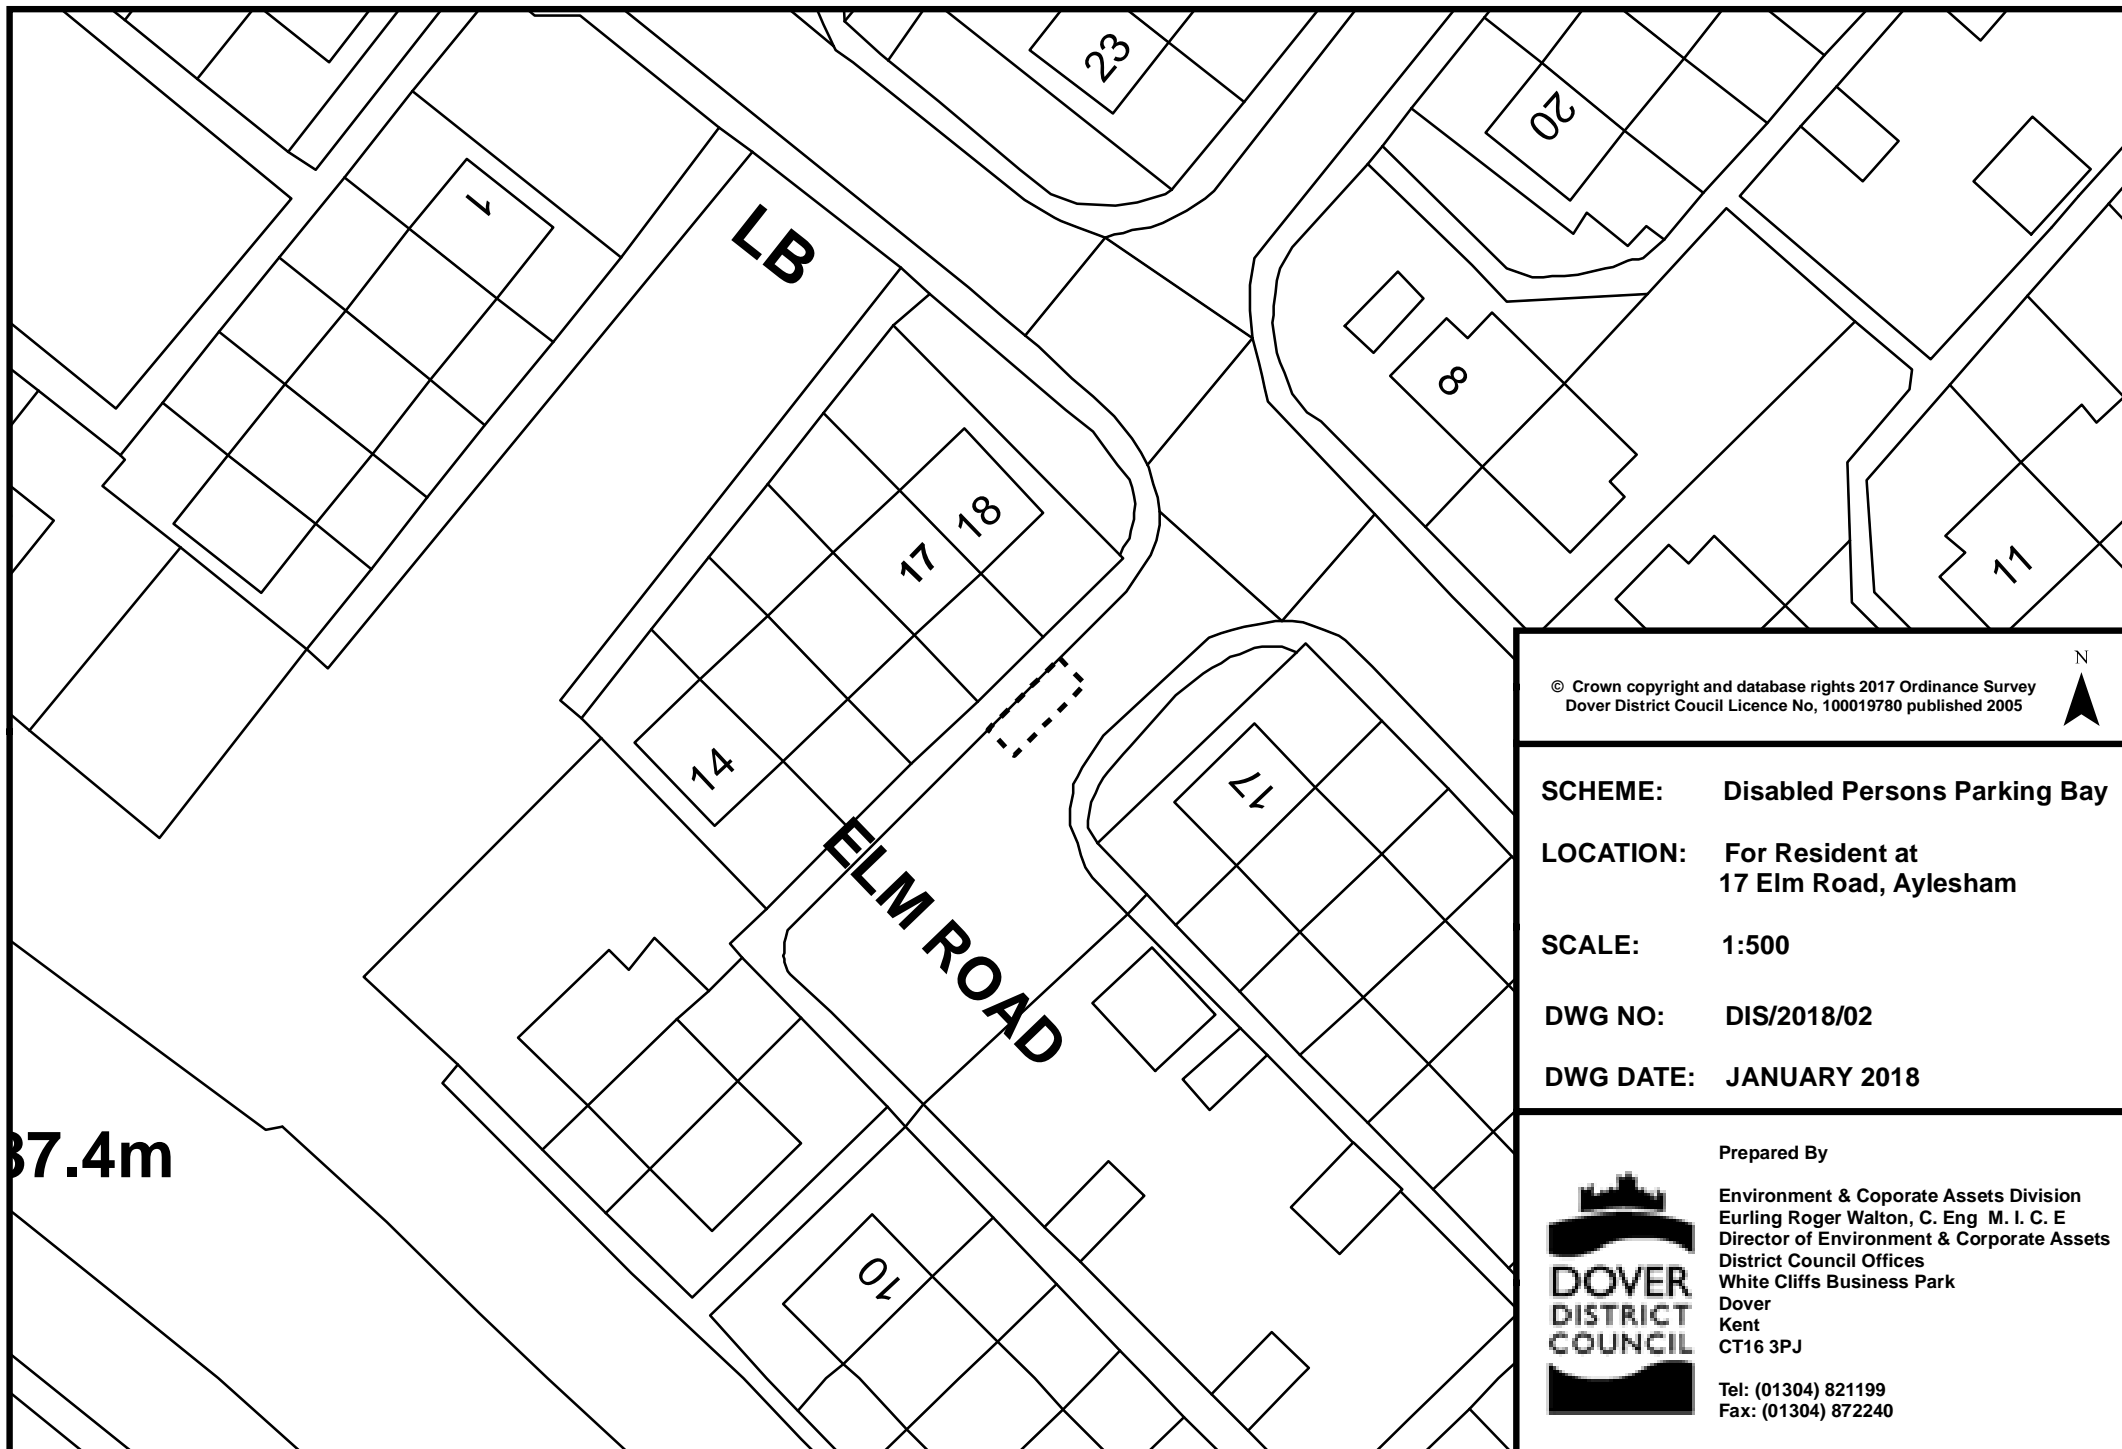 23
20
1
LB
8
18
17
11
14
17
ELM ROAD
7.4m
10
N
© Crown copyright and database rights 2017 Ordinance Survey
Dover District Coucil Licence No, 100019780 published 2005
SCHEME: Disabled Persons Parking Bay
LOCATION: For Resident at
17 Elm Road, Aylesham
SCALE: 1:500
DWG NO: DIS/2018/02
DWG DATE: JANUARY 2018
Prepared By
Environment & Coporate Assets Division
Eurling Roger Walton, C. Eng M. I. C. E
Director of Environment & Corporate Assets
District Council Offices
White Cliffs Business Park
Dover
Kent
CT16 3PJ
Tel: (01304) 821199
Fax: (01304) 872240
DOVER
DISTRICT
COUNCIL